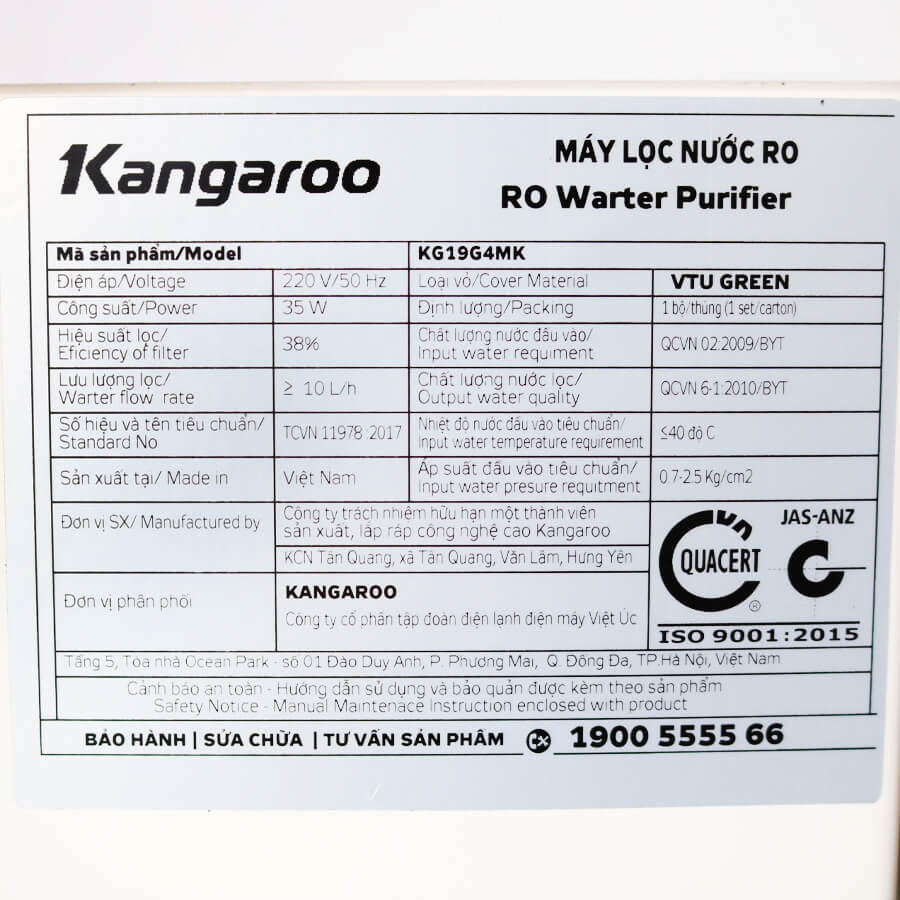 Kangaroo
MÁY LỌC NƯỚC RO
RO Warter Purifier
Mã sản phẩm/Model KG19G4MK
Điện áp/Voltage 220 V/50 Hz Loại vỏ/Cover Material VTU GREEN
Công suất/Power 35 W Định lượng/Packing 1 bộ/thùng (1 set/carton)
Hiệu suất lọc/
Eficiency of filter 38%
Chất lượng nước đầu vào/
Input water requiment QCVN 02:2009/BYT
Lưu lượng lọc/
Warter flow rate ≥ 10 L/h
Chất lượng nước lọc/
Output water quality QCVN 6-1:2010/BYT
Số hiệu và tên tiêu chuẩn/
Standard No TCVN 11978:2017
Nhiệt độ nước đầu vào tiêu chuẩn/
Input water temperature requirement ≤40 độ C
Sản xuất tại/ Made in Việt Nam
Áp suất đầu vào tiêu chuẩn/
Input water presure requitment 0.7-2.5 Kg/cm2
Đơn vị SX/ Manufactured by
Công ty trách nhiệm hữu hạn một thành viên
sản xuất, lắp ráp công nghệ cao Kangaroo
KCN Tân Quang, xã Tân Quang, Văn Lâm, Hưng Yên
Đơn vị phân phối
KANGAROO
Công ty cổ phần tập đoàn điện lạnh điện máy Việt Úc
QUACERT
®
JAS-ANZ
ISO 9001:2015
Tầng 5, Tòa nhà Ocean Park - số 01 Đào Duy Anh, P. Phương Mai, Q. Đống Đa, TP.Hà Nội, Việt Nam
Cảnh báo an toàn - Hướng dẫn sử dụng và bảo quản được kèm theo sản phẩm
Safety Notice - Manual Maintenace Instruction enclosed with product
BẢO HÀNH | SỬA CHỮA | TƯ VẤN SẢN PHẨM 1900 5555 66